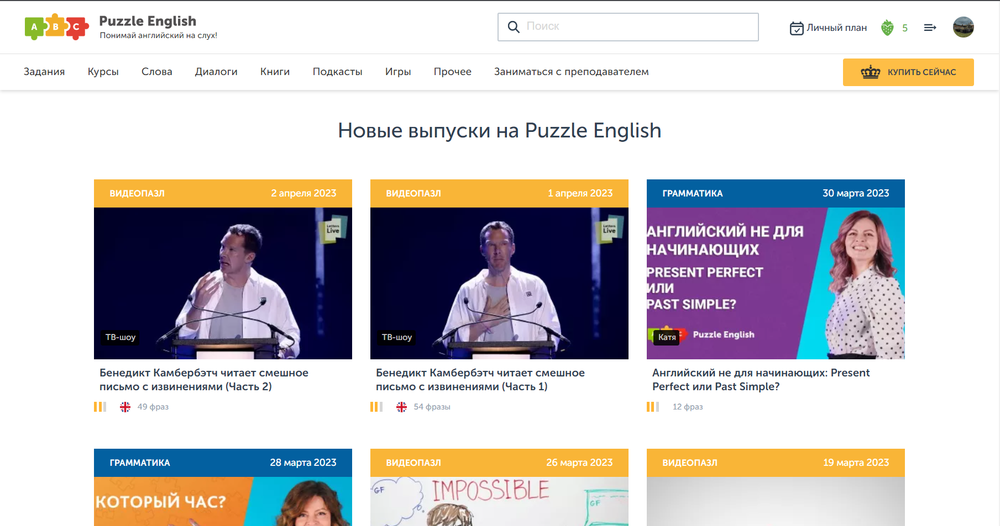 A B C
Puzzle English
Понимай английский на слух!
Поиск
Личный план
5
Задания
Курсы
Слова
Диалоги
Книги
Подкасты
Игры
Прочее
Заниматься с преподавателем
КУПИТЬ СЕЙЧАС
Новые выпуски на Puzzle English
ВИДЕОПАЗЛ
2 апреля 2023
Letters
Live
ТВ-шоу
Бенедикт Камбербэтч читает смешное
письмо с извинениями (Часть 2)
49 фраз
ВИДЕОПАЗЛ
1 апреля 2023
Letters
Live
ТВ-шоу
Бенедикт Камбербэтч читает смешное
письмо с извинениями (Часть 1)
54 фразы
ГРАММАТИКА
30 марта 2023
АНГЛИЙСКИЙ НЕ ДЛЯ
НАЧИНАЮЩИХ
PRESENT PERFECT
ИЛИ
PAST SIMPLE?
Puzzle English
Катя
Английский не для начинающих: Present
Perfect или Past Simple?
12 фраз
ГРАММАТИКА
28 марта 2023
КОТОРЫЙ ЧАС?
ВИДЕОПАЗЛ
26 марта 2023
GF
IMPOSSIBLE
GF
ВИДЕОПАЗЛ
19 марта 2023